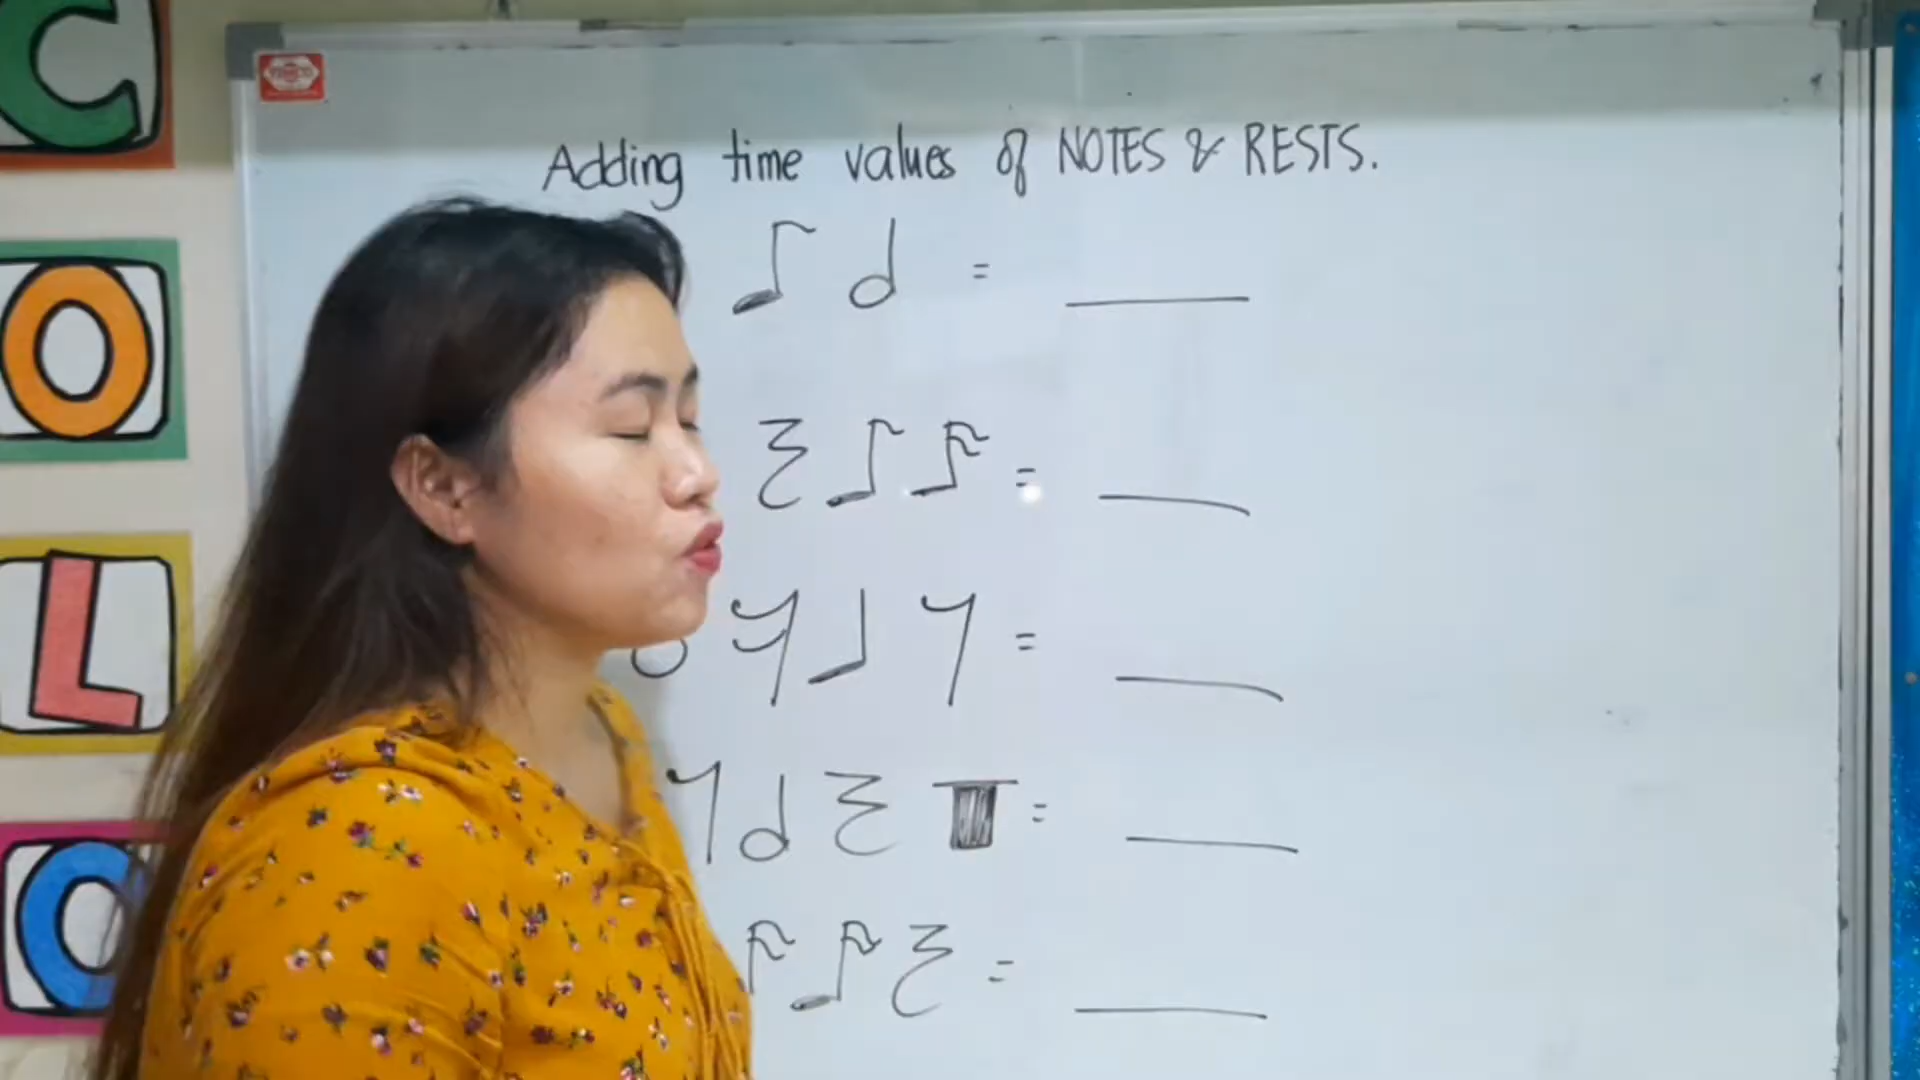 C
O
L
O
Adding time values of NOTES & RESTS.
=
=
=
=
=